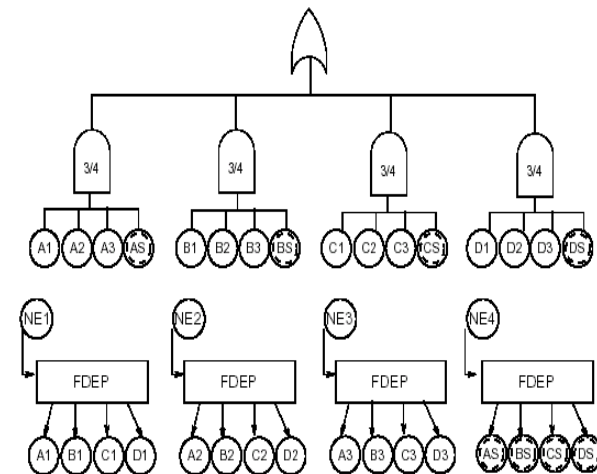 3/4 3/4 3/4 3/4
A1 A2 A3 AS B1 B2 B3 BS C1 C2 C3 CS D1 D2 D3 DS
NE1 NE2 NE3 NE4
FDEP FDEP FDEP FDEP
A1 B1 C1 D1 A2 B2 C2 D2 A3 B3 C3 D3 AS BS CS DS